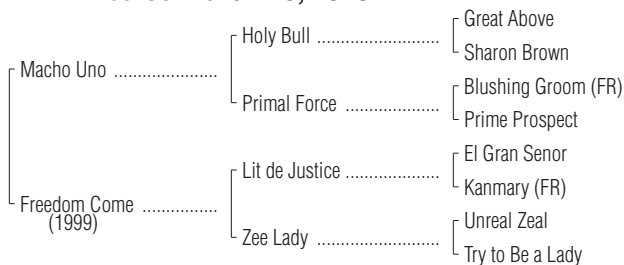 Great Above
Holy Bull ..............................
Sharon Brown
Macho Uno .........................
Blushing Groom (FR)
Primal Force .......................
Prime Prospect
El Gran Senor
Lit de Justice .......................
Kanmary (FR)
Freedom Come ..................
(1999)
Unreal Zeal
Zee Lady ..............................
Try to Be a Lady